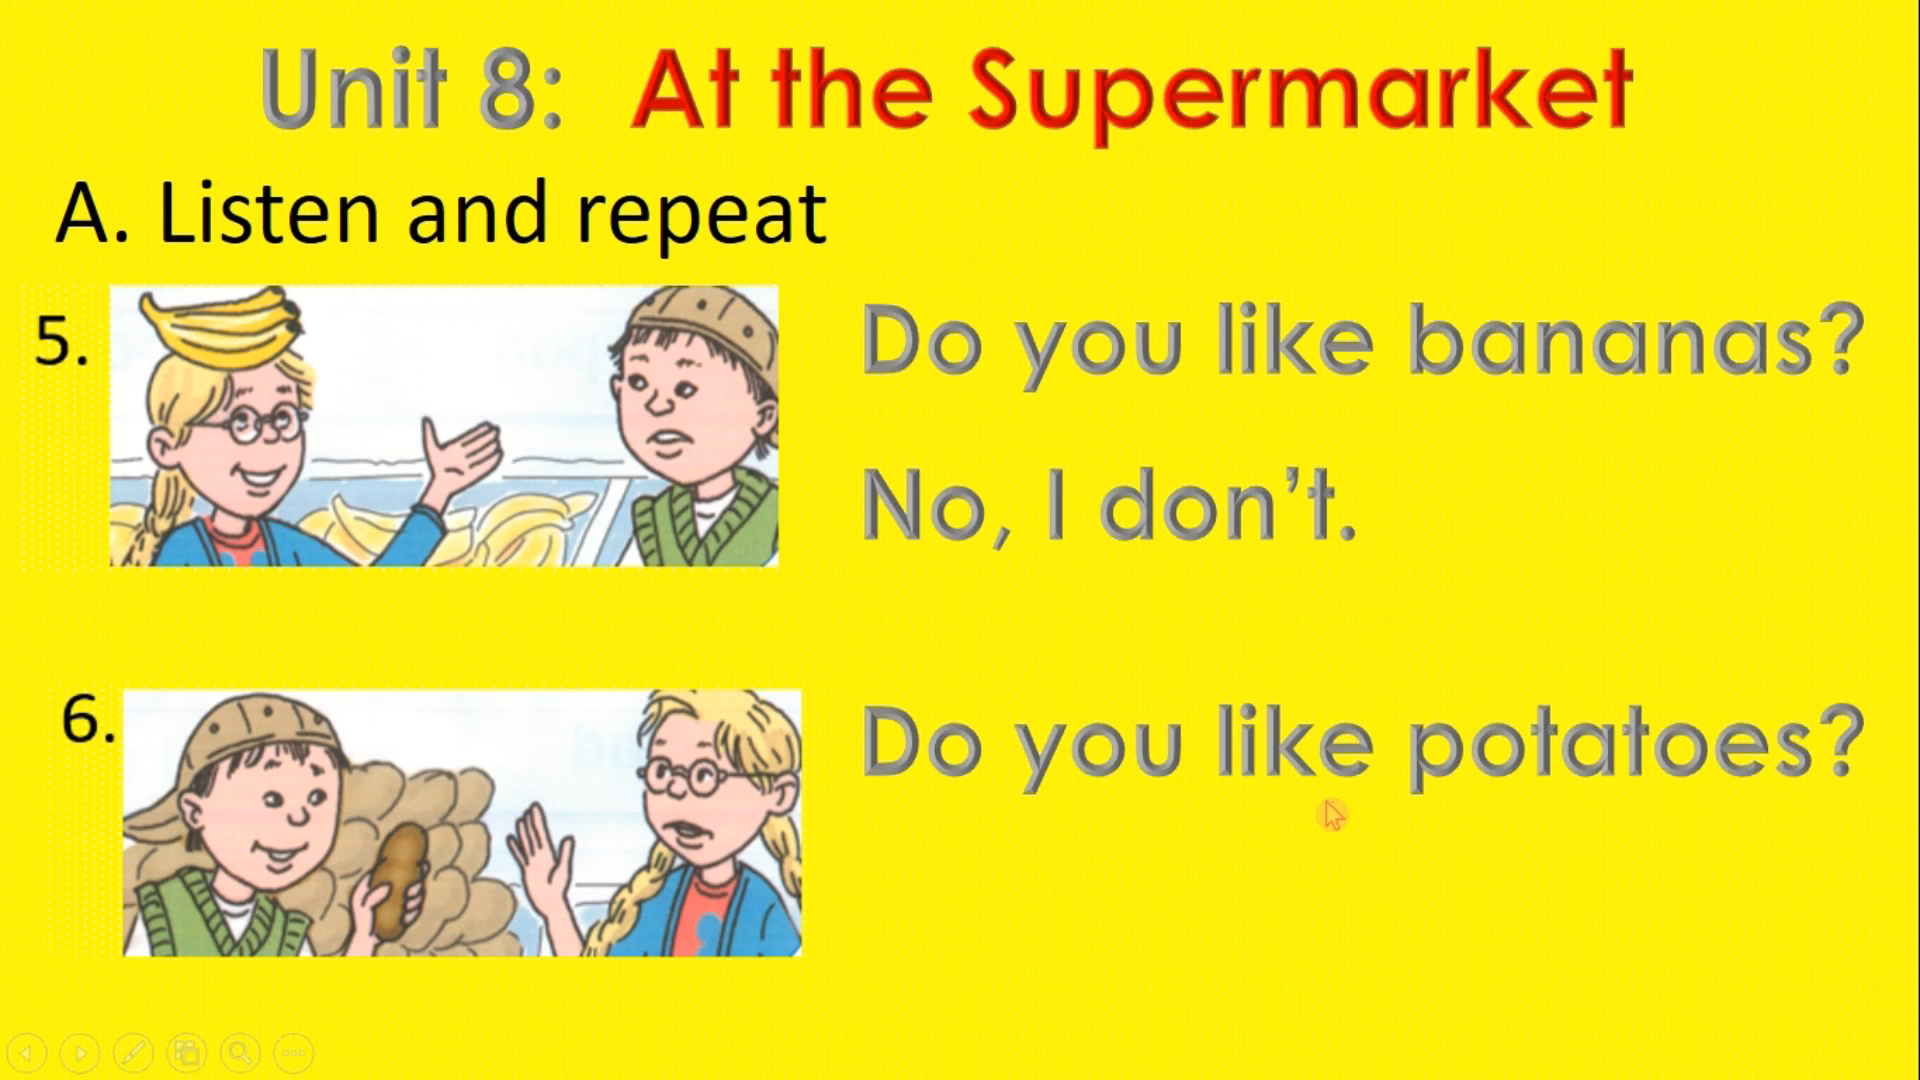 Unit 8: At the Supermarket
A. Listen and repeat
5.
Do you like bananas?
No, I don’t.
6.
Do you like potatoes?